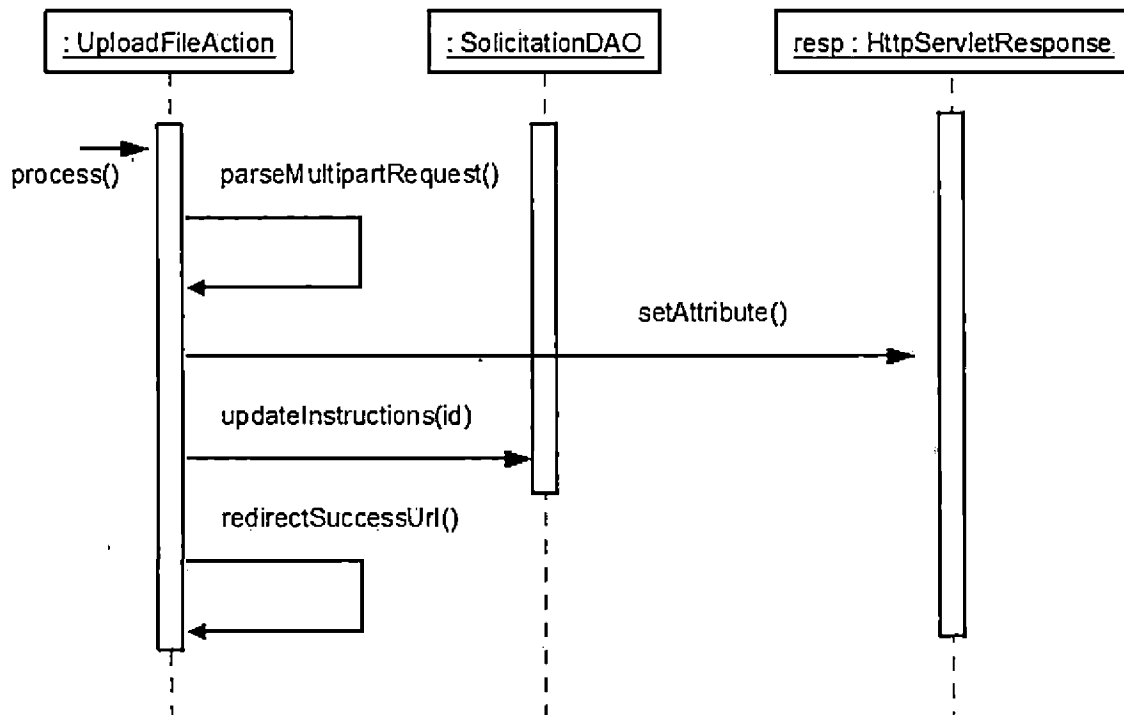 : UploadFileAction
: SolicitationDAO
resp : HttpServletResponse
process()
parseMultipartRequest()
setAttribute()
updateInstructions(id)
redirectSuccessUrl()